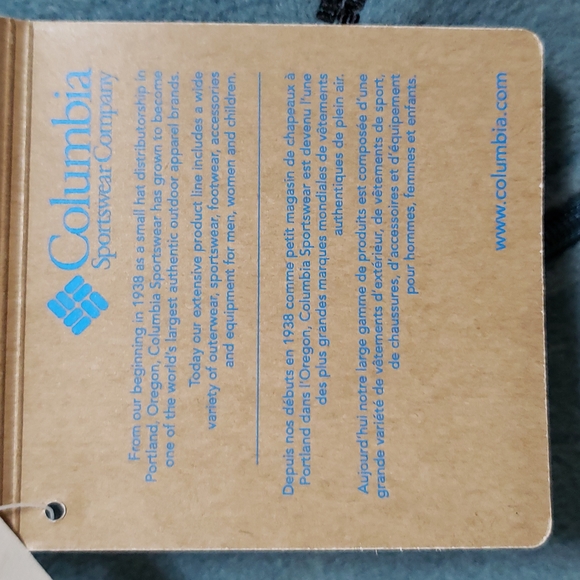 Columbia
Sportswear Company
From our beginning in 1938 as a small hat distributorship in
Portland, Oregon, Columbia Sportswear has grown to become
one of the world's largest authentic outdoor apparel brands.
Today our extensive product line includes a wide
variety of outerwear, sportswear, footwear, accessories
and equipment for men, women and children.
Depuis nos débuts en 1938 comme petit magasin de chapeaux à
Portland dans l'Oregon, Columbia Sportswear est devenu l'une
des plus grandes marques mondiales de vêtements
authentiques de plein air.
Aujourd'hui notre large gamme de produits est composée d'une
grande variété de vêtements d'extérieur, de vêtements de sport,
de chaussures, d'accessoires et d'équipement
pour hommes, femmes et enfants.
www.columbia.com